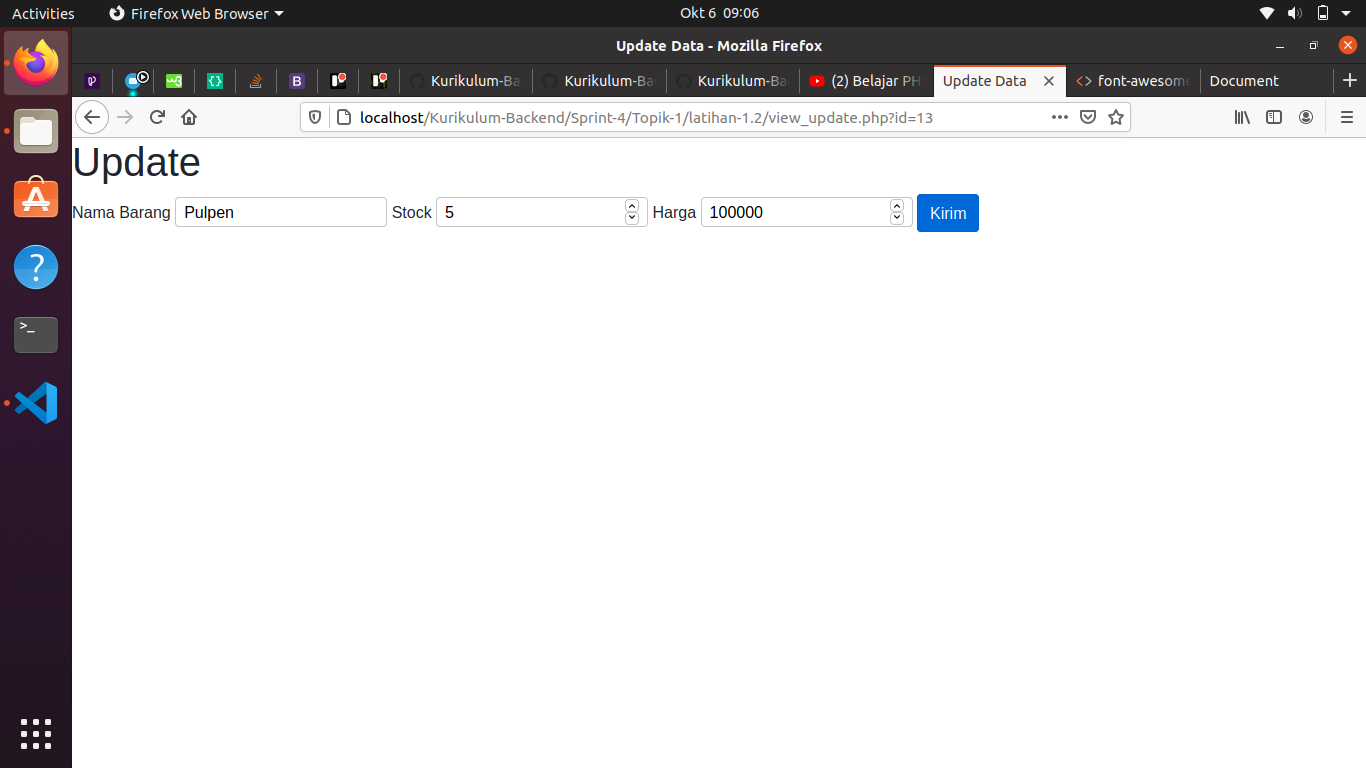 Activities Firefox Web Browser Okt 6 09:06
Update Data - Mozilla Firefox
Kurikulum-Ba Kurikulum-Ba Kurikulum-Ba (2) Belajar PH Update Data font-awesome Document
localhost/Kurikulum-Backend/Sprint-4/Topik-1/latihan-1.2/view_update.php?id=13
Update
Nama Barang Pulpen Stock 5 Harga 100000 Kirim